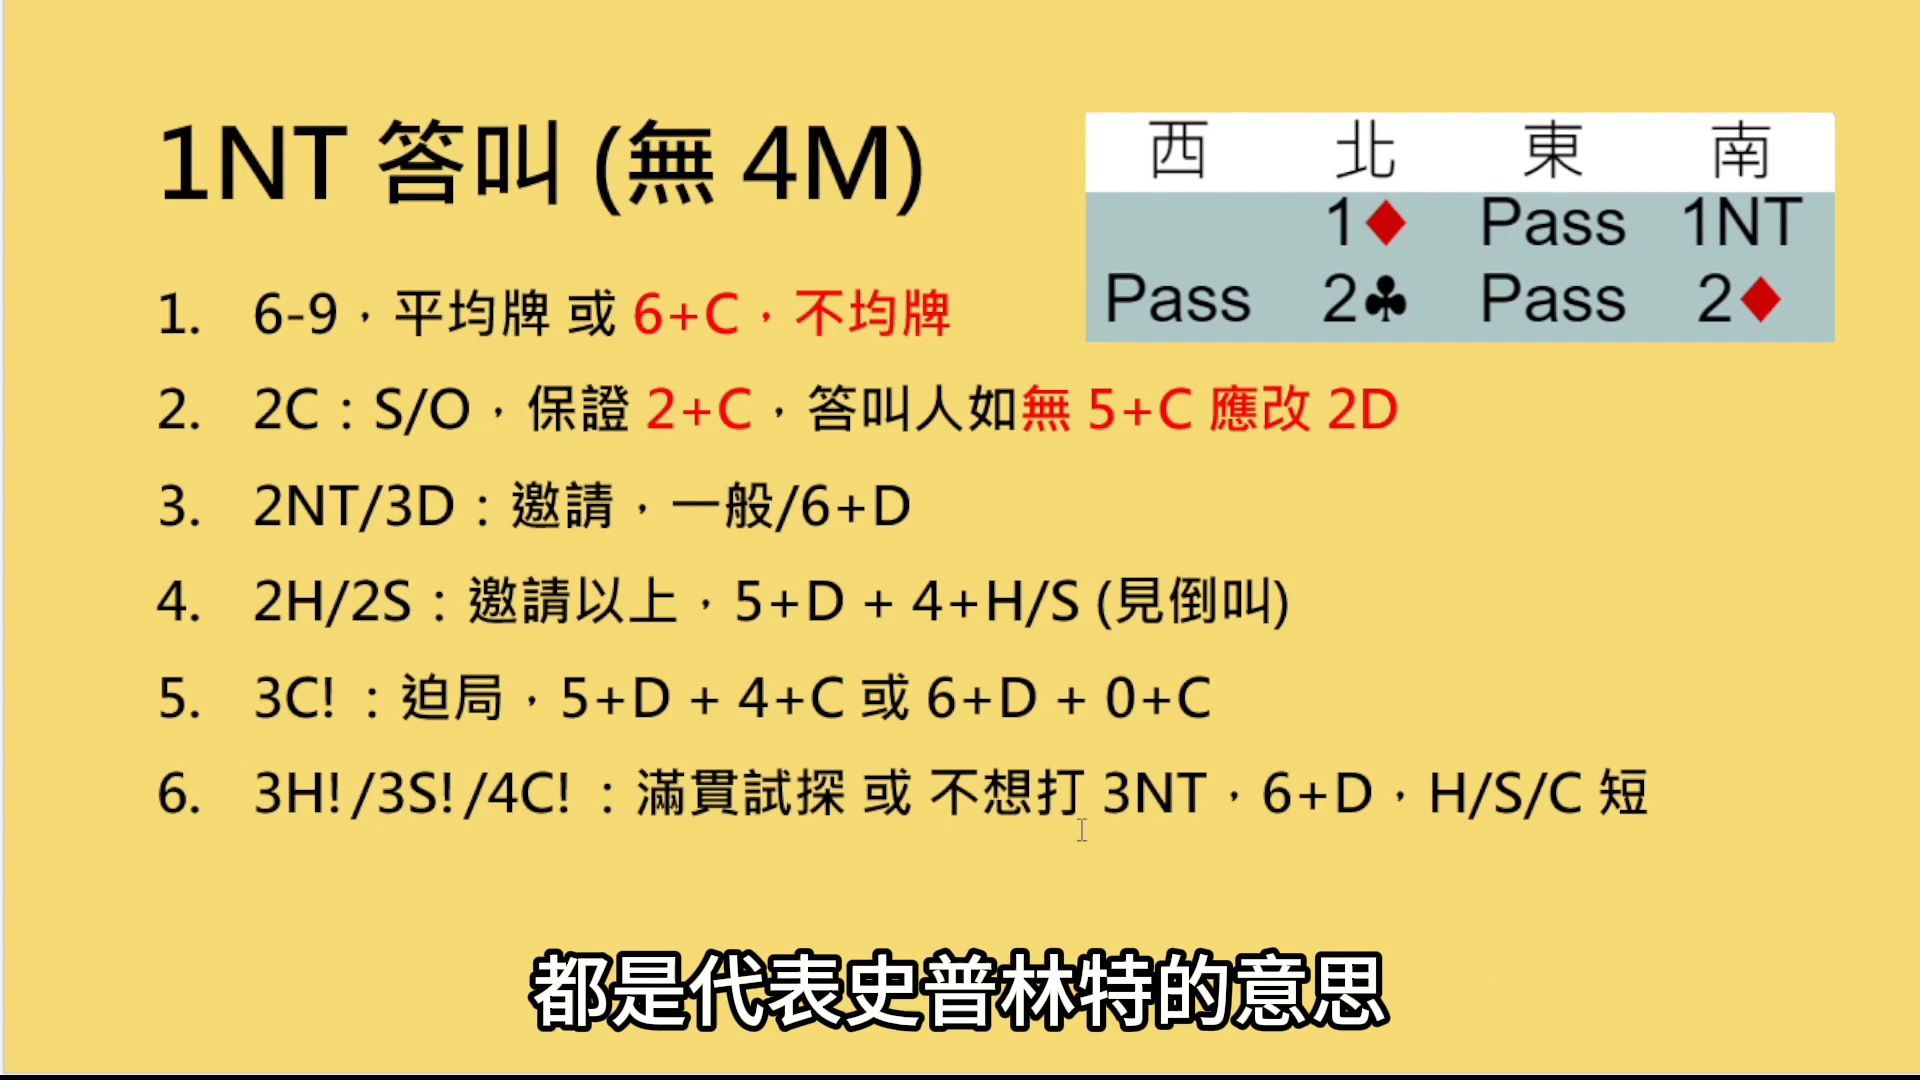 1NT 答叫 (無 4M)
西 北 東 南
1♦ Pass 1NT
Pass 2♣ Pass 2♦
1. 6-9，平均牌 或 6+C，不均牌
2. 2C：S/O，保證 2+C，答叫人如無 5+C 應改 2D
3. 2NT/3D：邀請，一般/6+D
4. 2H/2S：邀請以上，5+D + 4+H/S (見倒叫)
5. 3C! ：迫局，5+D + 4+C 或 6+D + 0+C
6. 3H!/3S!/4C! ：滿貫試探 或 不想打 3NT，6+D，H/S/C 短
都是代表史普林特的意思